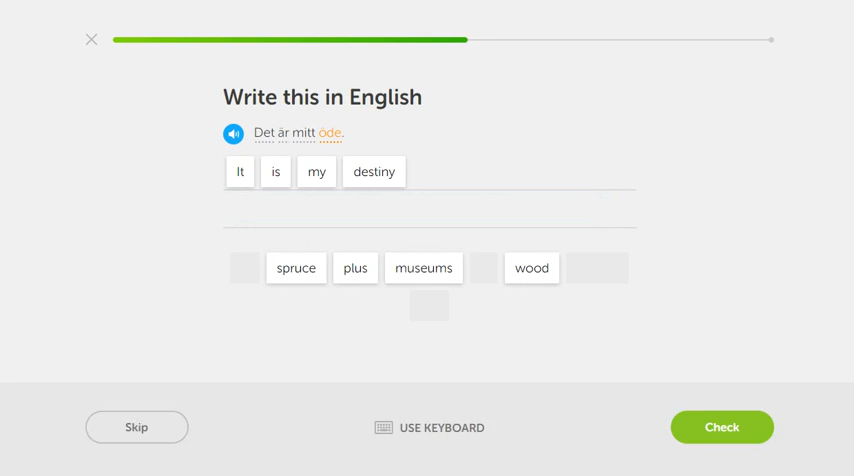 Write this in English
Det är mitt öde.
It is my destiny
spruce plus museums wood
Skip USE KEYBOARD Check